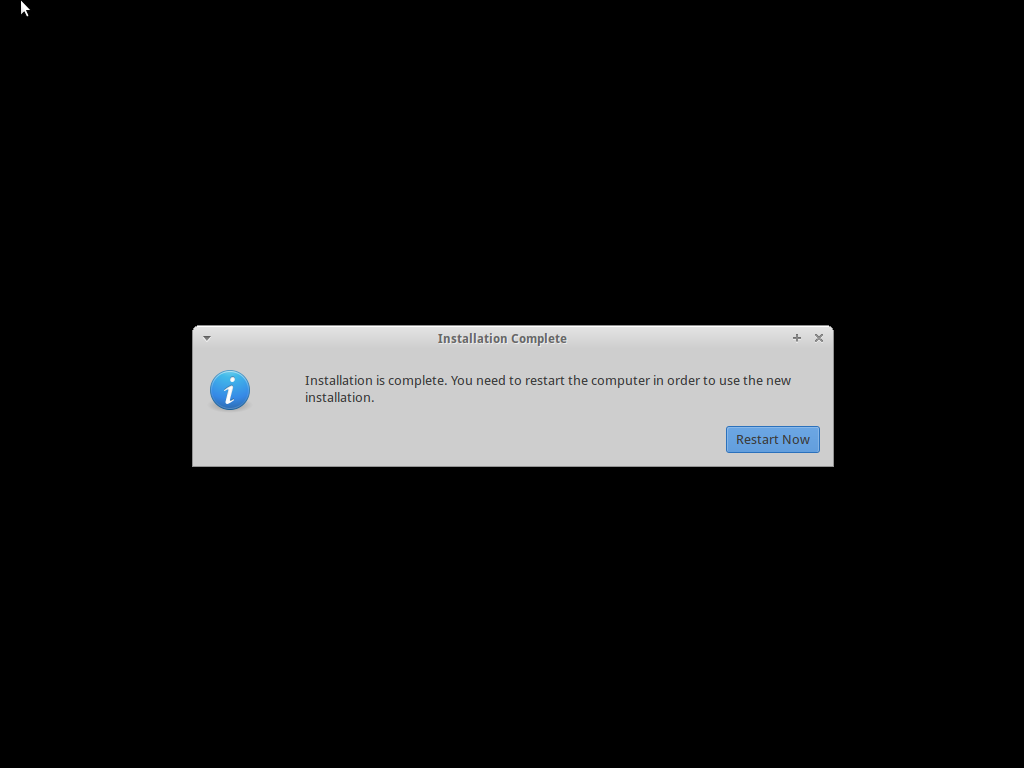 Installation Complete
Installation is complete. You need to restart the computer in order to use the new
installation.
Restart Now